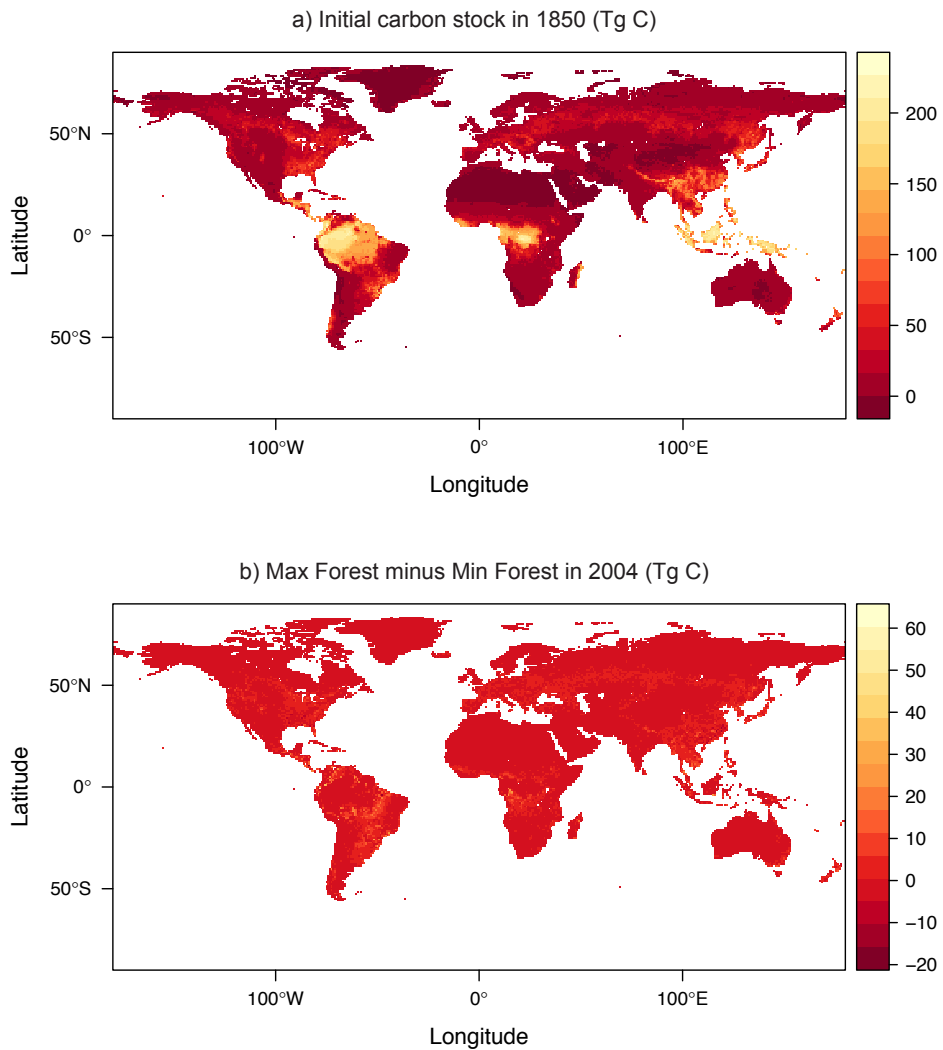 a) Initial carbon stock in 1850 (Tg C)
Latitude
50°N
0°
50°S
100°W
0°
100°E
Longitude
200
150
100
50
0
b) Max Forest minus Min Forest in 2004 (Tg C)
Latitude
50°N
0°
50°S
100°W
0°
100°E
Longitude
60
50
40
30
20
10
0
−10
−20